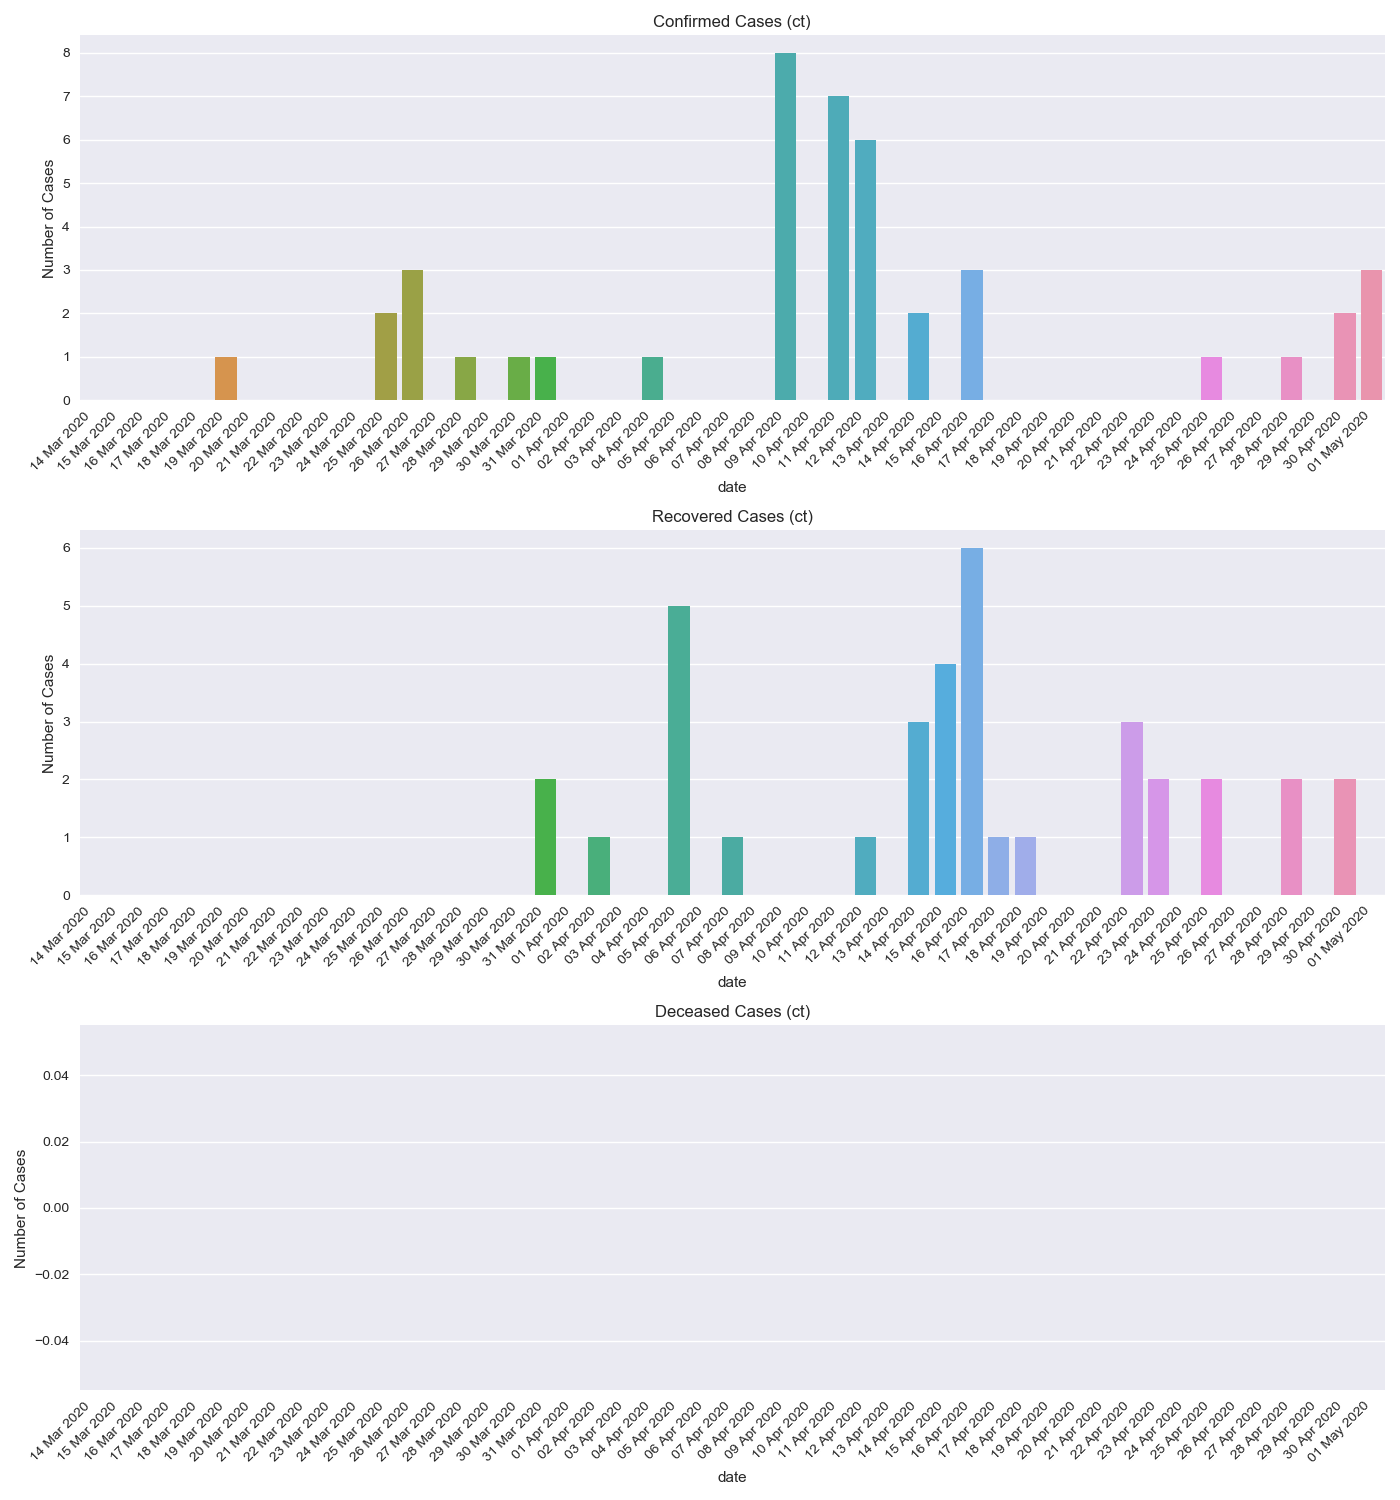 Confirmed Cases (ct)
8
7
6
5
4
3
2
1
0
Number of Cases
14 Mar 2020
15 Mar 2020
16 Mar 2020
17 Mar 2020
18 Mar 2020
19 Mar 2020
20 Mar 2020
21 Mar 2020
22 Mar 2020
23 Mar 2020
24 Mar 2020
25 Mar 2020
26 Mar 2020
27 Mar 2020
28 Mar 2020
29 Mar 2020
30 Mar 2020
31 Mar 2020
01 Apr 2020
02 Apr 2020
03 Apr 2020
04 Apr 2020
05 Apr 2020
06 Apr 2020
07 Apr 2020
08 Apr 2020
09 Apr 2020
10 Apr 2020
11 Apr 2020
12 Apr 2020
13 Apr 2020
14 Apr 2020
15 Apr 2020
16 Apr 2020
17 Apr 2020
18 Apr 2020
19 Apr 2020
20 Apr 2020
21 Apr 2020
22 Apr 2020
23 Apr 2020
24 Apr 2020
25 Apr 2020
26 Apr 2020
27 Apr 2020
28 Apr 2020
29 Apr 2020
30 Apr 2020
01 May 2020
date
Recovered Cases (ct)
6
5
4
3
2
1
0
Number of Cases
14 Mar 2020
15 Mar 2020
16 Mar 2020
17 Mar 2020
18 Mar 2020
19 Mar 2020
20 Mar 2020
21 Mar 2020
22 Mar 2020
23 Mar 2020
24 Mar 2020
25 Mar 2020
26 Mar 2020
27 Mar 2020
28 Mar 2020
29 Mar 2020
30 Mar 2020
31 Mar 2020
01 Apr 2020
02 Apr 2020
03 Apr 2020
04 Apr 2020
05 Apr 2020
06 Apr 2020
07 Apr 2020
08 Apr 2020
09 Apr 2020
10 Apr 2020
11 Apr 2020
12 Apr 2020
13 Apr 2020
14 Apr 2020
15 Apr 2020
16 Apr 2020
17 Apr 2020
18 Apr 2020
19 Apr 2020
20 Apr 2020
21 Apr 2020
22 Apr 2020
23 Apr 2020
24 Apr 2020
25 Apr 2020
26 Apr 2020
27 Apr 2020
28 Apr 2020
29 Apr 2020
30 Apr 2020
01 May 2020
date
Deceased Cases (ct)
0.04
0.02
0.00
−0.02
−0.04
Number of Cases
14 Mar 2020
15 Mar 2020
16 Mar 2020
17 Mar 2020
18 Mar 2020
19 Mar 2020
20 Mar 2020
21 Mar 2020
22 Mar 2020
23 Mar 2020
24 Mar 2020
25 Mar 2020
26 Mar 2020
27 Mar 2020
28 Mar 2020
29 Mar 2020
30 Mar 2020
31 Mar 2020
01 Apr 2020
02 Apr 2020
03 Apr 2020
04 Apr 2020
05 Apr 2020
06 Apr 2020
07 Apr 2020
08 Apr 2020
09 Apr 2020
10 Apr 2020
11 Apr 2020
12 Apr 2020
13 Apr 2020
14 Apr 2020
15 Apr 2020
16 Apr 2020
17 Apr 2020
18 Apr 2020
19 Apr 2020
20 Apr 2020
21 Apr 2020
22 Apr 2020
23 Apr 2020
24 Apr 2020
25 Apr 2020
26 Apr 2020
27 Apr 2020
28 Apr 2020
29 Apr 2020
30 Apr 2020
01 May 2020
date